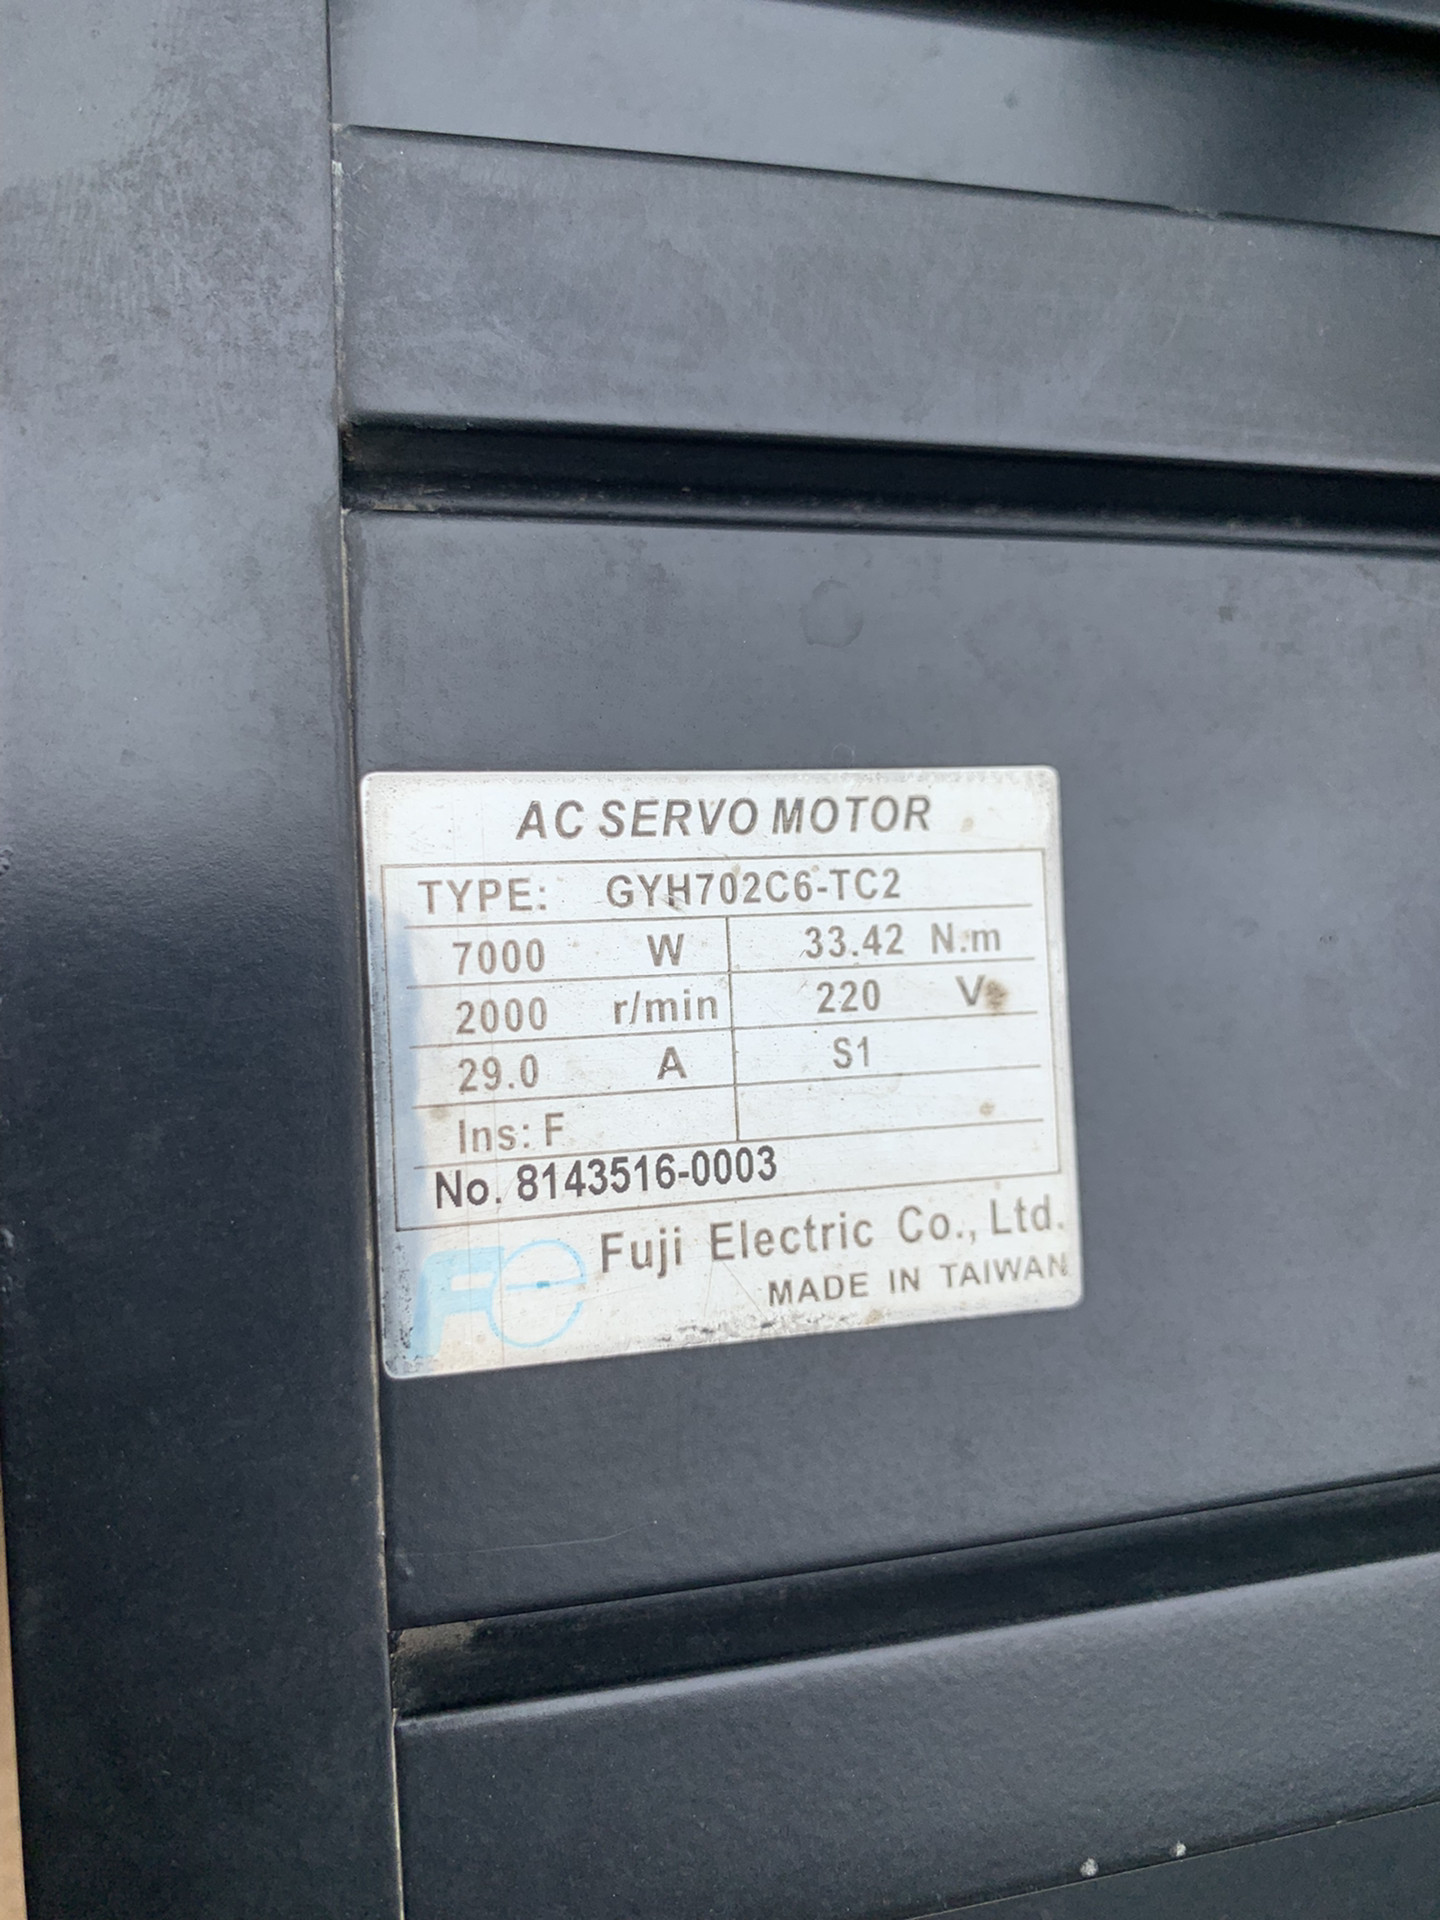 AC SERVO MOTOR
TYPE: GYH702C6-TC2
7000 W 33.42 N.m
2000 r/min 220 V
29.0 A S1
Ins: F
No. 8143516-0003
Fe
Fuji Electric Co., Ltd.
MADE IN TAIWAN